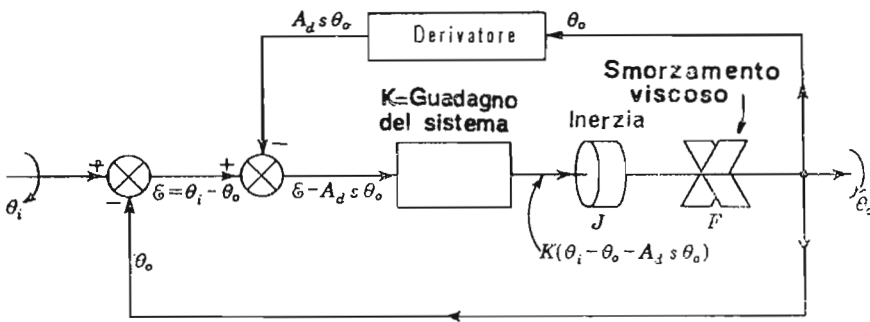 A_d s θ_o
Derivatore
θ_o
K=Guadagno
del sistema
Smorzamento
viscoso
Inerzia
+
−
θ_i
ℰ=θ_i - θ_o
+
−
ℰ-A_d s θ_o
J
F
θ_o
K(θ_i-θ_o-A_d s θ_o)
θ_o